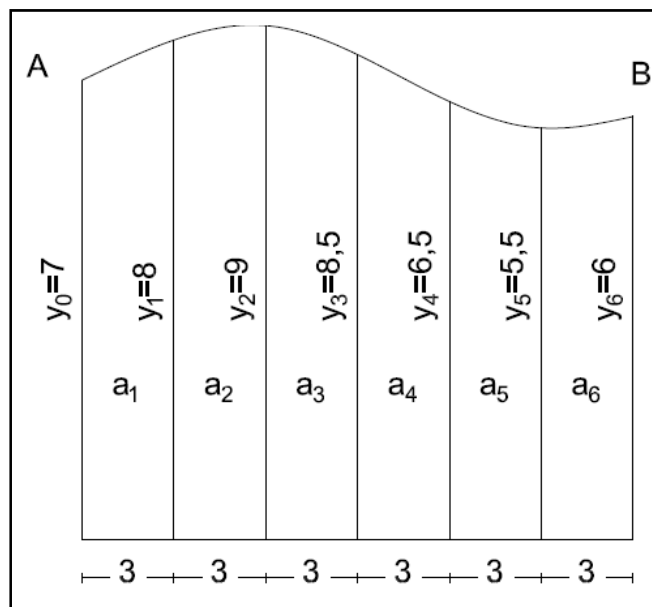 A
B
y₀=7
y₁=8
y₂=9
y₃=8,5
y₄=6,5
y₅=5,5
y₆=6
a₁
a₂
a₃
a₄
a₅
a₆
3 3 3 3 3 3